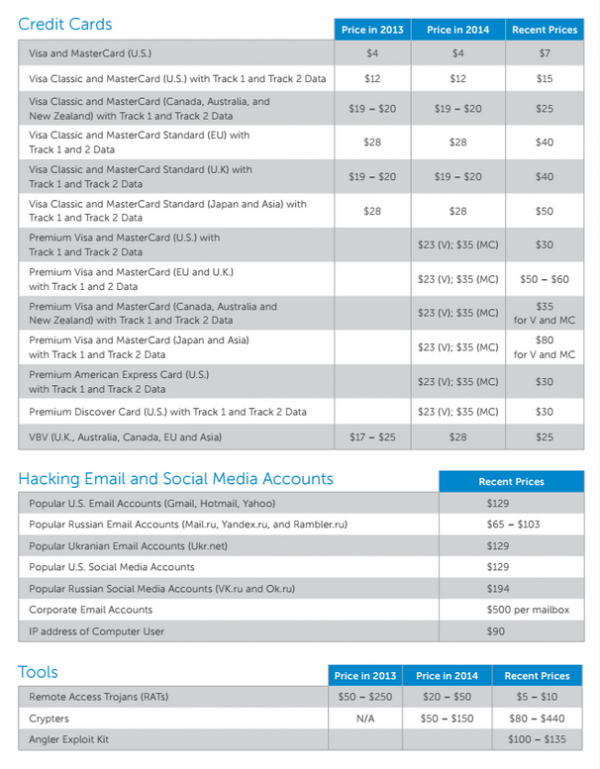 Credit Cards
Price in 2013 Price in 2014 Recent Prices
Visa and MasterCard (U.S.) $4 $4 $7
Visa Classic and MasterCard (U.S.) with Track 1 and Track 2 Data $12 $12 $15
Visa Classic and MasterCard (Canada, Australia, and
New Zealand) with Track 1 and Track 2 Data $19 – $20 $19 – $20 $25
Visa Classic and MasterCard Standard (EU) with
Track 1 and 2 Data $28 $28 $40
Visa Classic and MasterCard Standard (U.K) with
Track 1 and Track 2 Data $19 – $20 $19 – $20 $40
Visa Classic and MasterCard Standard (Japan and Asia) with
Track 1 and Track 2 Data $28 $28 $50
Premium Visa and MasterCard (U.S.) with
Track 1 and Track 2 Data $23 (V); $35 (MC) $30
Premium Visa and MasterCard (EU and U.K.)
with Track 1 and 2 Data $23 (V); $35 (MC) $50 – $60
Premium Visa and MasterCard (Canada, Australia and
New Zealand) with Track 1 and Track 2 Data $23 (V); $35 (MC) $35
for V and MC
Premium Visa and MasterCard (Japan and Asia)
with Track 1 and Track 2 Data $23 (V); $35 (MC) $80
for V and MC
Premium American Express Card (U.S.)
with Track 1 and Track 2 Data $23 (V); $35 (MC) $30
Premium Discover Card (U.S.) with Track 1 and Track 2 Data $23 (V); $35 (MC) $30
VBV (U.K., Australia, Canada, EU and Asia) $17 – $25 $28 $25
Hacking Email and Social Media Accounts
Recent Prices
Popular U.S. Email Accounts (Gmail, Hotmail, Yahoo) $129
Popular Russian Email Accounts (Mail.ru, Yandex.ru, and Rambler.ru) $65 – $103
Popular Ukranian Email Accounts (Ukr.net) $129
Popular U.S. Social Media Accounts $129
Popular Russian Social Media Accounts (VK.ru and Ok.ru) $194
Corporate Email Accounts $500 per mailbox
IP address of Computer User $90
Tools
Price in 2013 Price in 2014 Recent Prices
Remote Access Trojans (RATs) $50 – $250 $20 – $50 $5 – $10
Crypters N/A $50 – $150 $80 – $440
Angler Exploit Kit $100 – $135